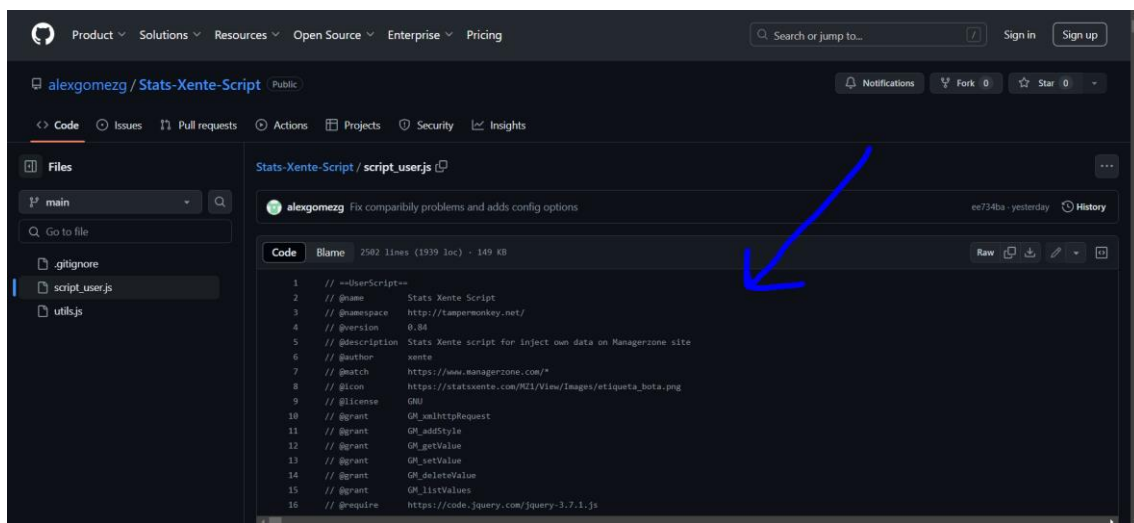 Product Solutions Resources Open Source Enterprise Pricing Search or jump to... / Sign in Sign up
alexgomezg / Stats-Xente-Script Public Notifications Fork 0 Star 0
Code Issues Pull requests Actions Projects Security Insights
Files
Stats-Xente-Script / script_user.js
main
alexgomezg Fix comparibily problems and adds config options ee734ba · yesterday History
Go to file
Code Blame 2502 lines (1939 loc) · 149 KB Raw
.gitignore
script_user.js
utils.js
1 // ==UserScript==
2 // @name Stats Xente Script
3 // @namespace http://tampermonkey.net/
4 // @version 0.84
5 // @description Stats Xente script for inject own data on Managerzone site
6 // @author xente
7 // @match https://www.managerzone.com/*
8 // @icon https://statsxente.com/MZ1/View/Images/etiqueta_bota.png
9 // @license GNU
10 // @grant GM_xmlhttpRequest
11 // @grant GM_addStyle
12 // @grant GM_getValue
13 // @grant GM_setValue
14 // @grant GM_deleteValue
15 // @grant GM_listValues
16 // @require https://code.jquery.com/jquery-3.7.1.js